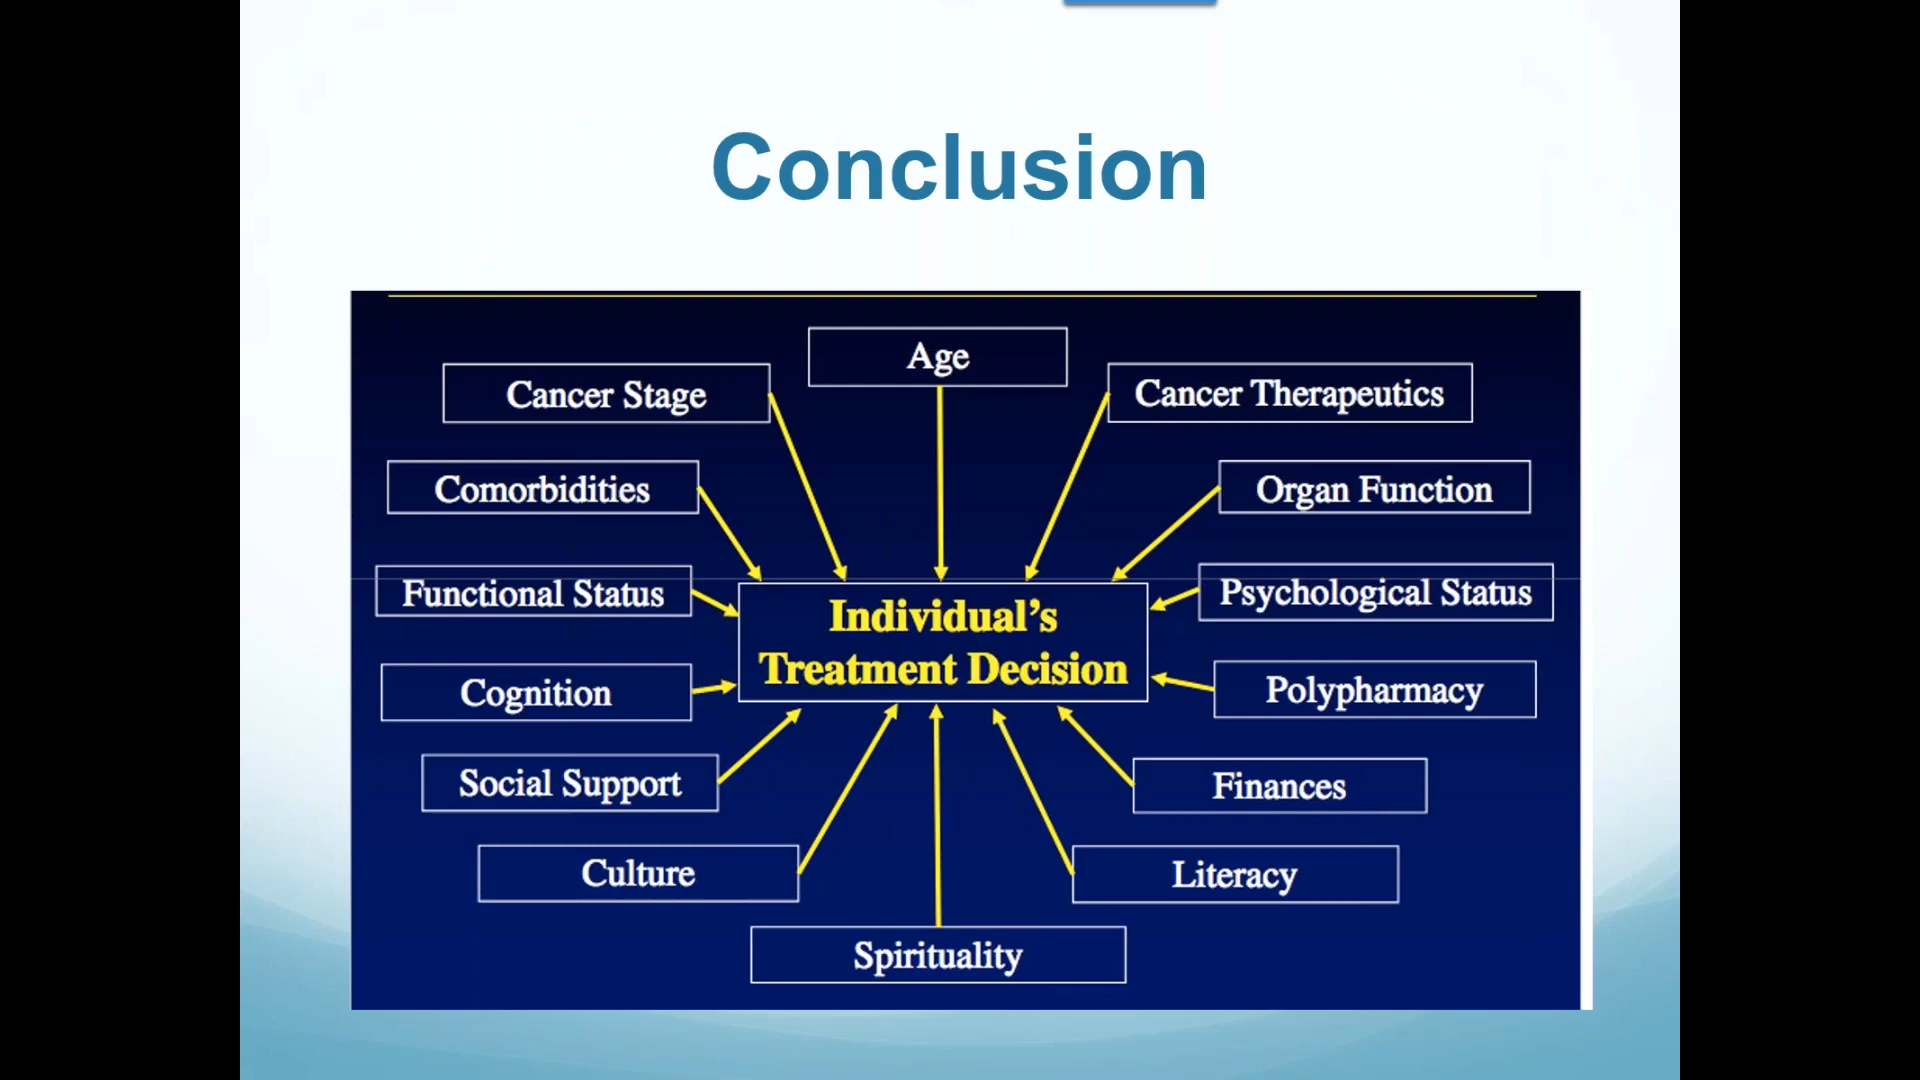 Conclusion
Age
Cancer Stage
Cancer Therapeutics
Comorbidities
Organ Function
Functional Status
Psychological Status
Individual’s
Treatment Decision
Cognition
Polypharmacy
Social Support
Finances
Culture
Literacy
Spirituality